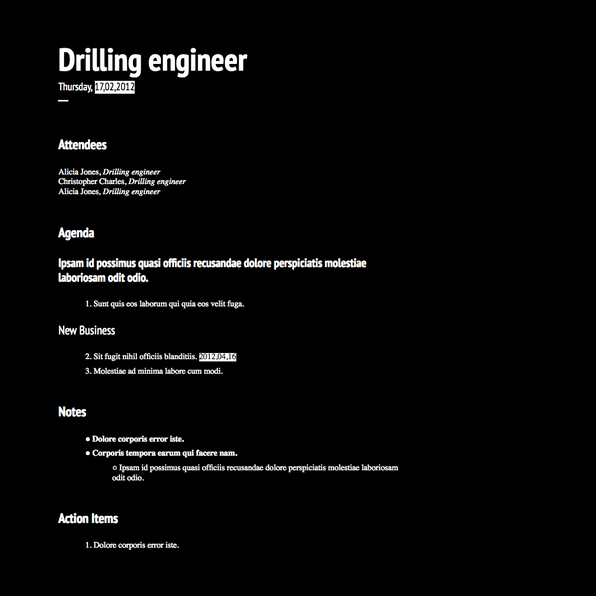 Drilling engineer
Thursday, 17,02,2012
Attendees
Alicia Jones, Drilling engineer
Christopher Charles, Drilling engineer
Alicia Jones, Drilling engineer
Agenda
Ipsam id possimus quasi officiis recusandae dolore perspiciatis molestiae
laboriosam odit odio.
1. Sunt quis eos laborum qui quia eos velit fuga.
New Business
2. Sit fugit nihil officiis blanditiis. 2012.04.16
3. Molestiae ad minima labore cum modi.
Notes
● Dolore corporis error iste.
● Corporis tempora earum qui facere nam.
○ Ipsam id possimus quasi officiis recusandae dolore perspiciatis molestiae laboriosam
odit odio.
Action Items
1. Dolore corporis error iste.